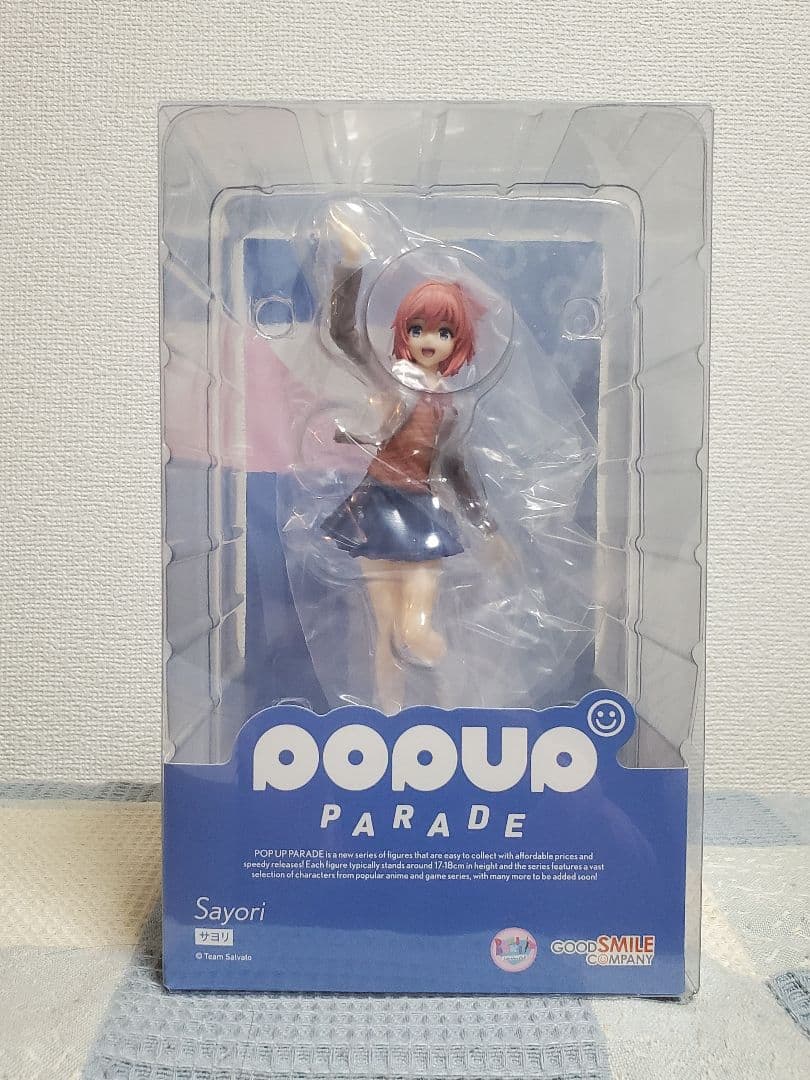 POPUP
PARADE
POP UP PARADE is a new series of figures that are easy to collect with affordable prices and
speedy releases! Each figure typically stands around 17-18cm in height and the series features a vast
selection of characters from popular anime and game series, with many more to be added soon!
Sayori
サヨリ
© Team Salvato
GOODSMILE
COMPANY